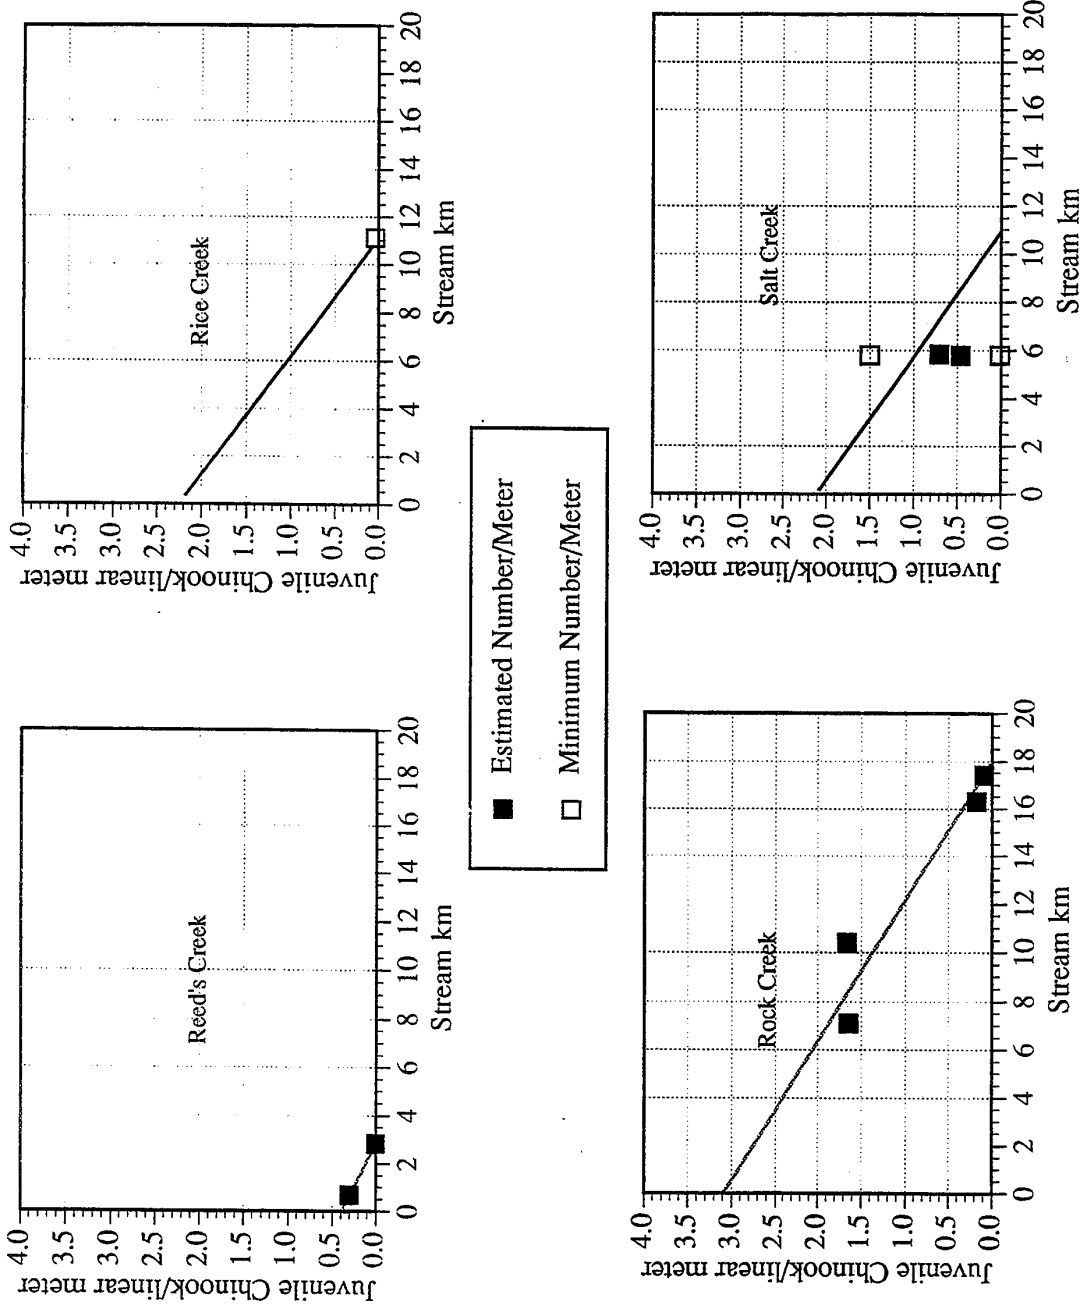 Juvenile Chinook/linear meter
4.0
3.5
3.0
2.5
2.0
1.5
1.0
0.5
0.0
Reed's Creek
0 2 4 6 8 10 12 14 16 18 20
Stream km
Juvenile Chinook/linear meter
4.0
3.5
3.0
2.5
2.0
1.5
1.0
0.5
0.0
Rice Creek
0 2 4 6 8 10 12 14 16 18 20
Stream km
Estimated Number/Meter
Minimum Number/Meter
Juvenile Chinook/linear meter
4.0
3.5
3.0
2.5
2.0
1.5
1.0
0.5
0.0
Rock Creek
0 2 4 6 8 10 12 14 16 18 20
Stream km
Juvenile Chinook/linear meter
4.0
3.5
3.0
2.5
2.0
1.5
1.0
0.5
0.0
Salt Creek
0 2 4 6 8 10 12 14 16 18 20
Stream km